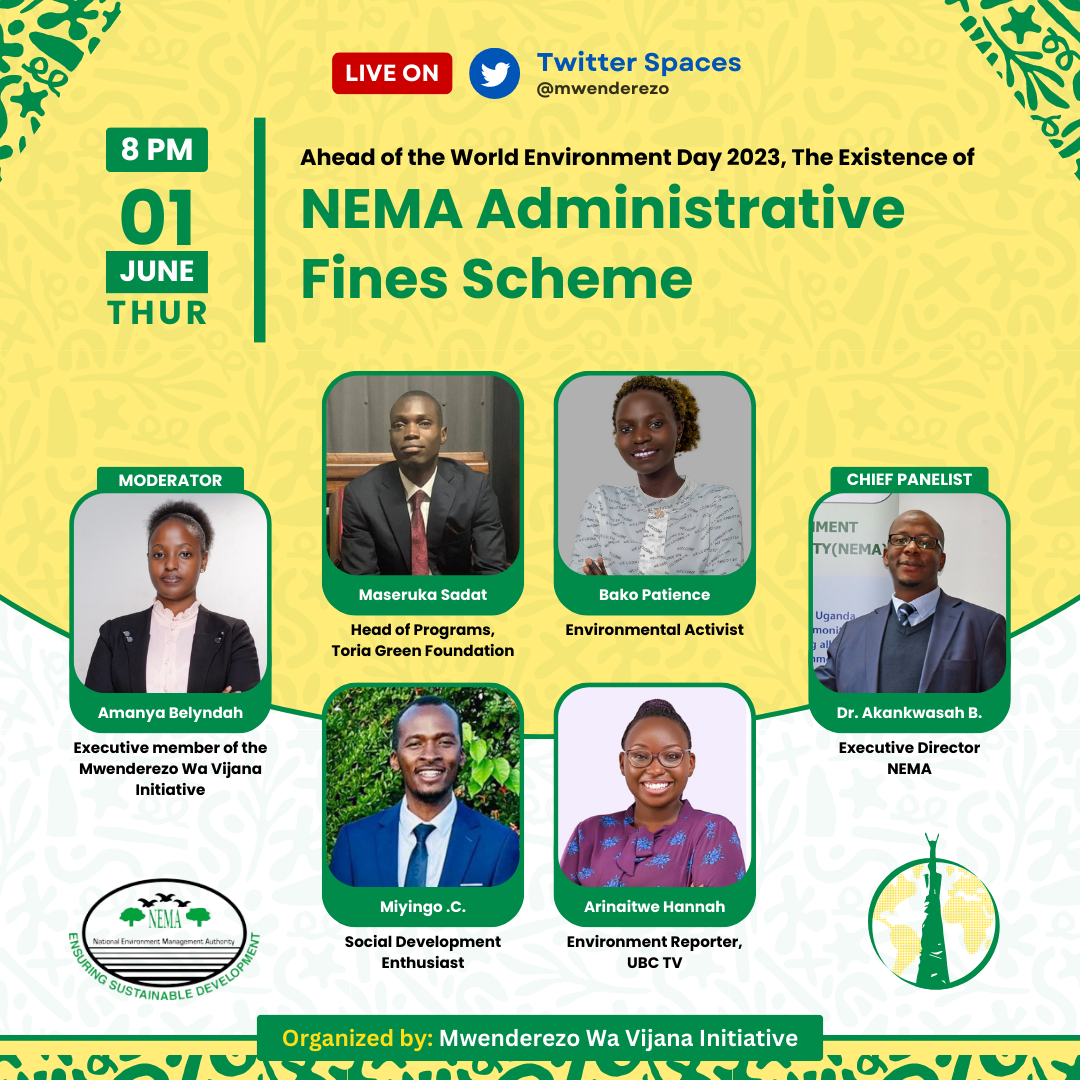 LIVE ON
Twitter Spaces
@mwenderezo
8 PM
01
JUNE
THUR
Ahead of the World Environment Day 2023, The Existence of
NEMA Administrative
Fines Scheme
MODERATOR
Amanya Belyndah
Executive member of the
Mwenderezo Wa Vijana
Initiative
Maseruka Sadat
Head of Programs,
Toria Green Foundation
Bako Patience
Environmental Activist
CHIEF PANELIST
NMENT
TY(NEMA)
Uganda
Dr. Akankwasah B.
Executive Director
NEMA
Miyingo .C.
Social Development
Enthusiast
Arinaitwe Hannah
Environment Reporter,
UBC TV
NEMA
National Environment Management Authority
ENSURING SUSTAINABLE DEVELOPMENT
Organized by: Mwenderezo Wa Vijana Initiative